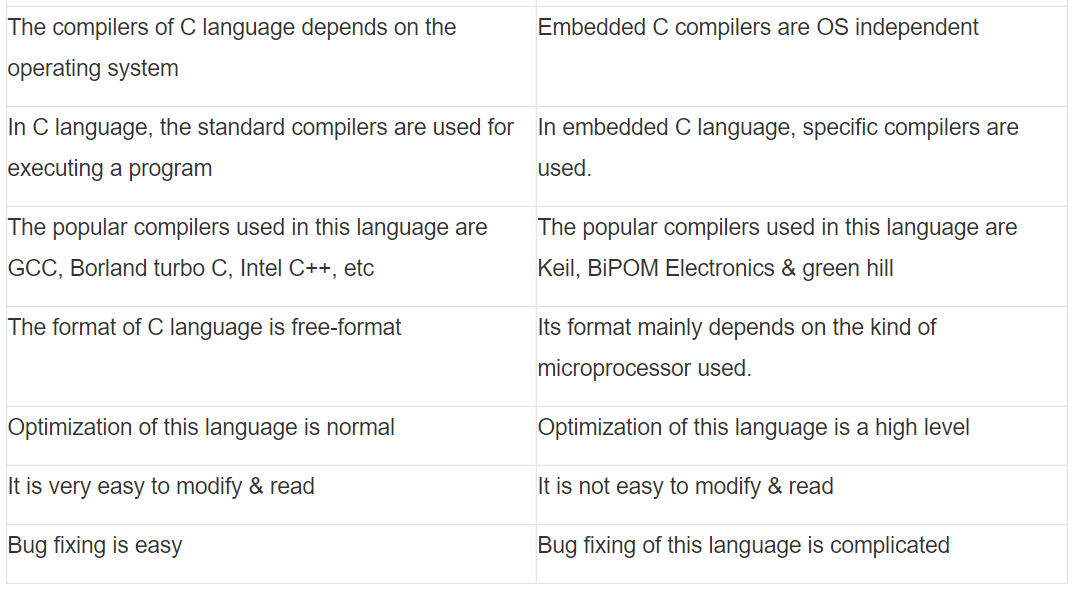 The compilers of C language depends on the
operating system
Embedded C compilers are OS independent
In C language, the standard compilers are used for
executing a program
In embedded C language, specific compilers are
used.
The popular compilers used in this language are
GCC, Borland turbo C, Intel C++, etc
The popular compilers used in this language are
Keil, BiPOM Electronics & green hill
The format of C language is free-format
Its format mainly depends on the kind of
microprocessor used.
Optimization of this language is normal
Optimization of this language is a high level
It is very easy to modify & read
It is not easy to modify & read
Bug fixing is easy
Bug fixing of this language is complicated